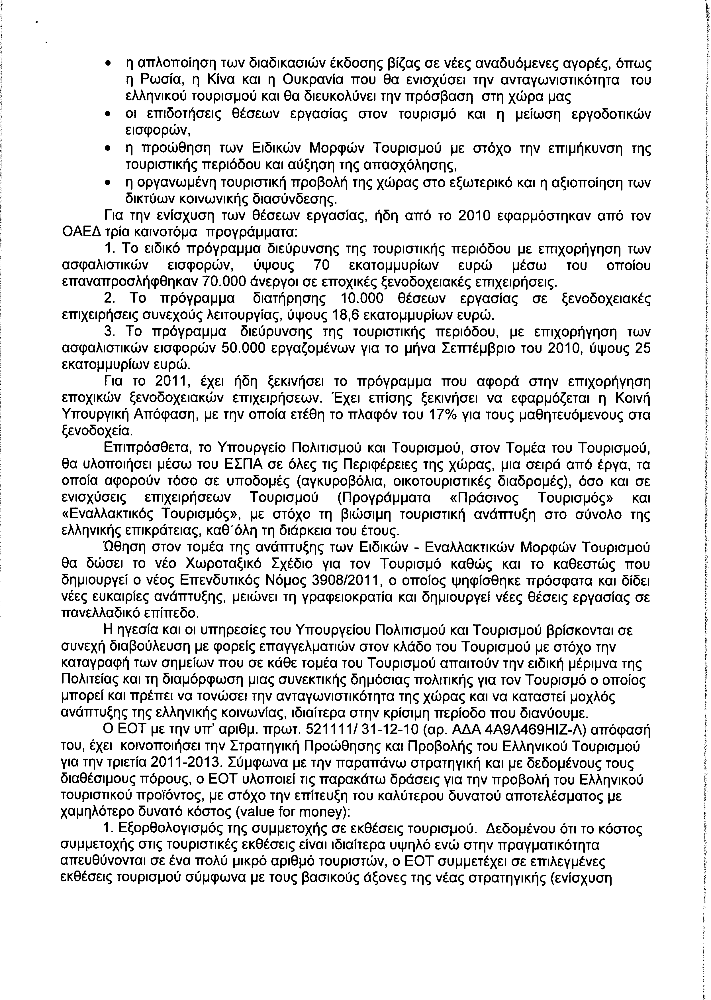 • η απλοποίηση των διαδικασιών έκδοσης βίζας σε νέες αναδυόμενες αγορές, όπως
η Ρωσία, η Κίνα και η Ουκρανία που θα ενισχύσει την ανταγωνιστικότητα του
ελληνικού τουρισμού και θα διευκολύνει την πρόσβαση στη χώρα μας
• οι επιδοτήσεις θέσεων εργασίας στον τουρισμό και η μείωση εργοδοτικών
εισφορών,
• η προώθηση των Ειδικών Μορφών Τουρισμού με στόχο την επιμήκυνση της
τουριστικής περιόδου και αύξηση της απασχόλησης,
• η οργανωμένη τουριστική προβολή της χώρας στο εξωτερικό και η αξιοποίηση των
δικτύων κοινωνικής διασύνδεσης.
Για την ενίσχυση των θέσεων εργασίας, ήδη από το 2010 εφαρμόστηκαν από τον
ΟΑΕΔ τρία καινοτόμα προγράμματα:
1. Το ειδικό πρόγραμμα διεύρυνσης της τουριστικής περιόδου με επιχορήγηση των
ασφαλιστικών εισφορών, ύψους 70 εκατομμυρίων ευρώ μέσω του οποίου
επαναπροσλήφθηκαν 70.000 άνεργοι σε εποχικές ξενοδοχειακές επιχειρήσεις.
2. Το πρόγραμμα διατήρησης 10.000 θέσεων εργασίας σε ξενοδοχειακές
επιχειρήσεις συνεχούς λειτουργίας, ύψους 18,6 εκατομμυρίων ευρώ.
3. Το πρόγραμμα διεύρυνσης της τουριστικής περιόδου, με επιχορήγηση των
ασφαλιστικών εισφορών 50.000 εργαζομένων για το μήνα Σεπτέμβριο του 2010, ύψους 25
εκατομμυρίων ευρώ.
Για το 2011, έχει ήδη ξεκινήσει το πρόγραμμα που αφορά στην επιχορήγηση
εποχικών ξενοδοχειακών επιχειρήσεων. Έχει επίσης ξεκινήσει να εφαρμόζεται η Κοινή
Υπουργική Απόφαση, με την οποία ετέθη το πλαφόν του 17% για τους μαθητευόμενους στα
ξενοδοχεία.
Επιπρόσθετα, το Υπουργείο Πολιτισμού και Τουρισμού, στον Τομέα του Τουρισμού,
θα υλοποιήσει μέσω του ΕΣΠΑ σε όλες τις Περιφέρειες της χώρας, μια σειρά από έργα, τα
οποία αφορούν τόσο σε υποδομές (αγκυροβόλια, οικοτουριστικές διαδρομές), όσο και σε
ενισχύσεις επιχειρήσεων Τουρισμού (Προγράμματα «Πράσινος Τουρισμός» και
«Εναλλακτικός Τουρισμός», με στόχο τη βιώσιμη τουριστική ανάπτυξη στο σύνολο της
ελληνικής επικράτειας, καθ΄όλη τη διάρκεια του έτους.
Ώθηση στον τομέα της ανάπτυξης των Ειδικών - Εναλλακτικών Μορφών Τουρισμού
θα δώσει το νέο Χωροταξικό Σχέδιο για τον Τουρισμό καθώς και το καθεστώς που
δημιουργεί ο νέος Επενδυτικός Νόμος 3908/2011, ο οποίος ψηφίσθηκε πρόσφατα και δίδει
νέες ευκαιρίες ανάπτυξης, μειώνει τη γραφειοκρατία και δημιουργεί νέες θέσεις εργασίας σε
πανελλαδικό επίπεδο.
Η ηγεσία και οι υπηρεσίες του Υπουργείου Πολιτισμού και Τουρισμού βρίσκονται σε
συνεχή διαβούλευση με φορείς επαγγελματιών στον κλάδο του Τουρισμού με στόχο την
καταγραφή των σημείων που σε κάθε τομέα του Τουρισμού απαιτούν την ειδική μέριμνα της
Πολιτείας και τη διαμόρφωση μιας συνεκτικής δημόσιας πολιτικής για τον Τουρισμό ο οποίος
μπορεί και πρέπει να τονώσει την ανταγωνιστικότητα της χώρας και να καταστεί μοχλός
ανάπτυξης της ελληνικής κοινωνίας, ιδιαίτερα στην κρίσιμη περίοδο που διανύουμε.
Ο ΕΟΤ με την υπ’ αριθμ. πρωτ. 521111/ 31-12-10 (αρ. ΑΔΑ 4Α9Λ469ΗΙΖ-Λ) απόφασή
του, έχει κοινοποιήσει την Στρατηγική Προώθησης και Προβολής του Ελληνικού Τουρισμού
για την τριετία 2011-2013. Σύμφωνα με την παραπάνω στρατηγική και με δεδομένους τους
διαθέσιμους πόρους, ο ΕΟΤ υλοποιεί τις παρακάτω δράσεις για την προβολή του Ελληνικού
τουριστικού προϊόντος, με στόχο την επίτευξη του καλύτερου δυνατού αποτελέσματος με
χαμηλότερο δυνατό κόστος (value for money):
1. Εξορθολογισμός της συμμετοχής σε εκθέσεις τουρισμού. Δεδομένου ότι το κόστος
συμμετοχής στις τουριστικές εκθέσεις είναι ιδιαίτερα υψηλό ενώ στην πραγματικότητα
απευθύνονται σε ένα πολύ μικρό αριθμό τουριστών, ο ΕΟΤ συμμετέχει σε επιλεγμένες
εκθέσεις τουρισμού σύμφωνα με τους βασικούς άξονες της νέας στρατηγικής (ενίσχυση